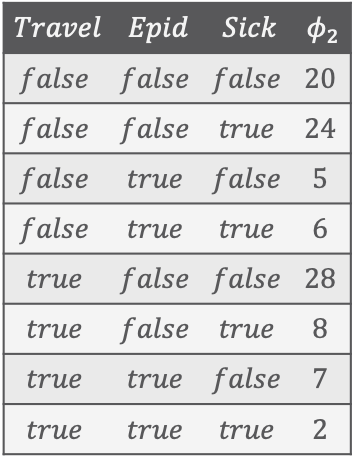 Travel Epid Sick ϕ₂
false false false 20
false false true 24
false true false 5
false true true 6
true false false 28
true false true 8
true true false 7
true true true 2